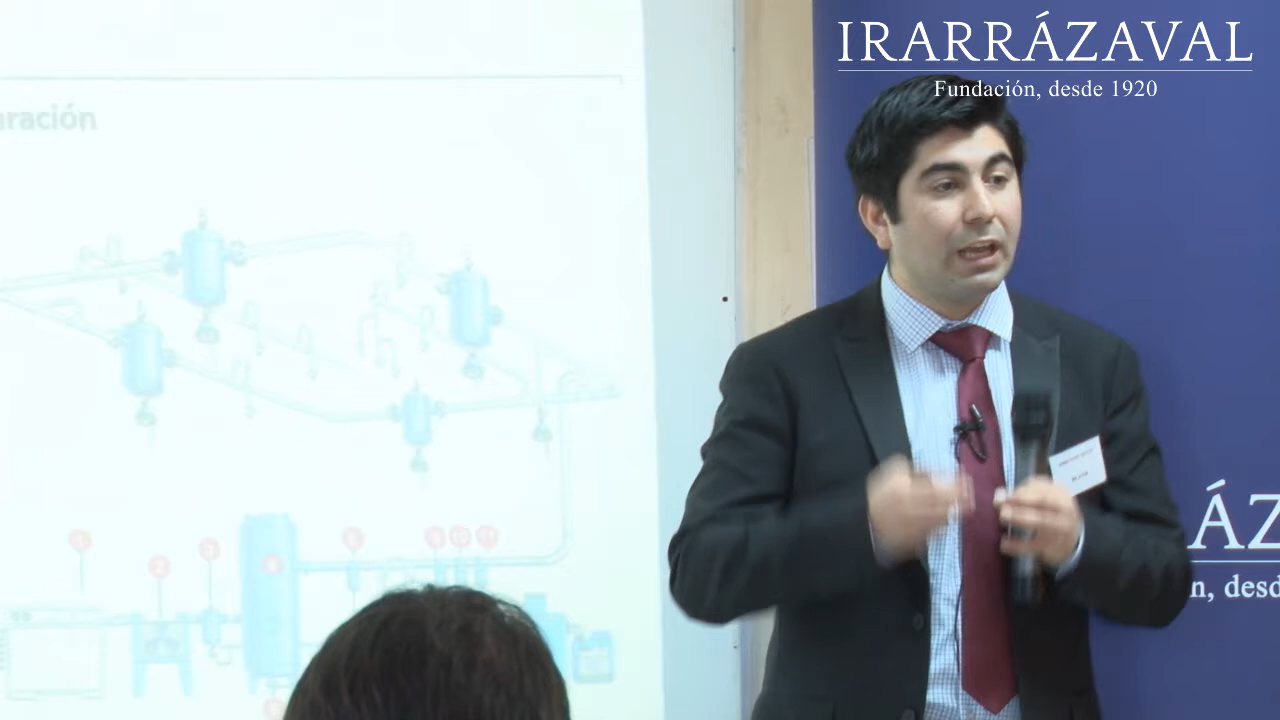 IRARRÁZAVAL
Fundación, desde 1920
aración
ÁZ
n, desd